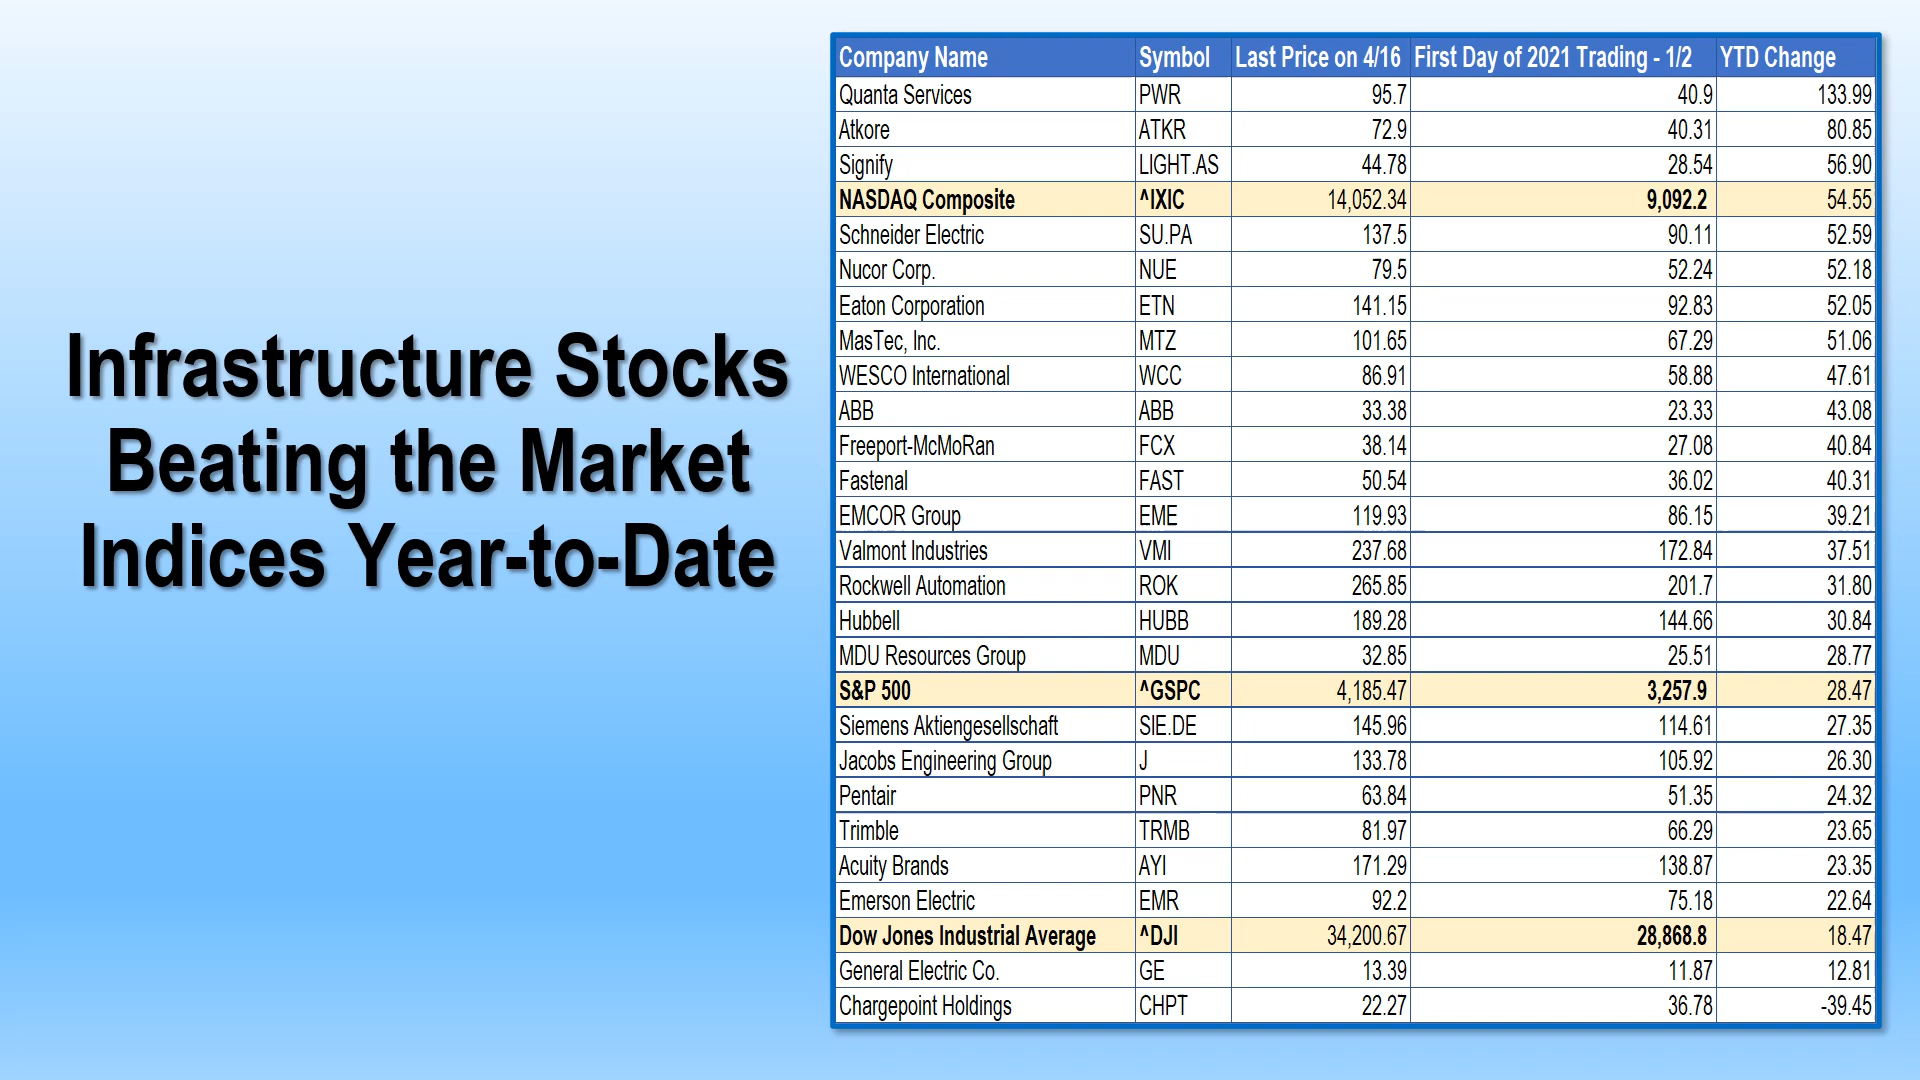 Infrastructure Stocks
Beating the Market
Indices Year-to-Date
Company Name Symbol Last Price on 4/16 First Day of 2021 Trading - 1/2 YTD Change
Quanta Services PWR 95.7 40.9 133.99
Atkore ATKR 72.9 40.31 80.85
Signify LIGHT.AS 44.78 28.54 56.90
NASDAQ Composite ^IXIC 14,052.34 9,092.2 54.55
Schneider Electric SU.PA 137.5 90.11 52.59
Nucor Corp. NUE 79.5 52.24 52.18
Eaton Corporation ETN 141.15 92.83 52.05
MasTec, Inc. MTZ 101.65 67.29 51.06
WESCO International WCC 86.91 58.88 47.61
ABB ABB 33.38 23.33 43.08
Freeport-McMoRan FCX 38.14 27.08 40.84
Fastenal FAST 50.54 36.02 40.31
EMCOR Group EME 119.93 86.15 39.21
Valmont Industries VMI 237.68 172.84 37.51
Rockwell Automation ROK 265.85 201.7 31.80
Hubbell HUBB 189.28 144.66 30.84
MDU Resources Group MDU 32.85 25.51 28.77
S&P 500 ^GSPC 4,185.47 3,257.9 28.47
Siemens Aktiengesellschaft SIE.DE 145.96 114.61 27.35
Jacobs Engineering Group J 133.78 105.92 26.30
Pentair PNR 63.84 51.35 24.32
Trimble TRMB 81.97 66.29 23.65
Acuity Brands AYI 171.29 138.87 23.35
Emerson Electric EMR 92.2 75.18 22.64
Dow Jones Industrial Average ^DJI 34,200.67 28,868.8 18.47
General Electric Co. GE 13.39 11.87 12.81
Chargepoint Holdings CHPT 22.27 36.78 -39.45